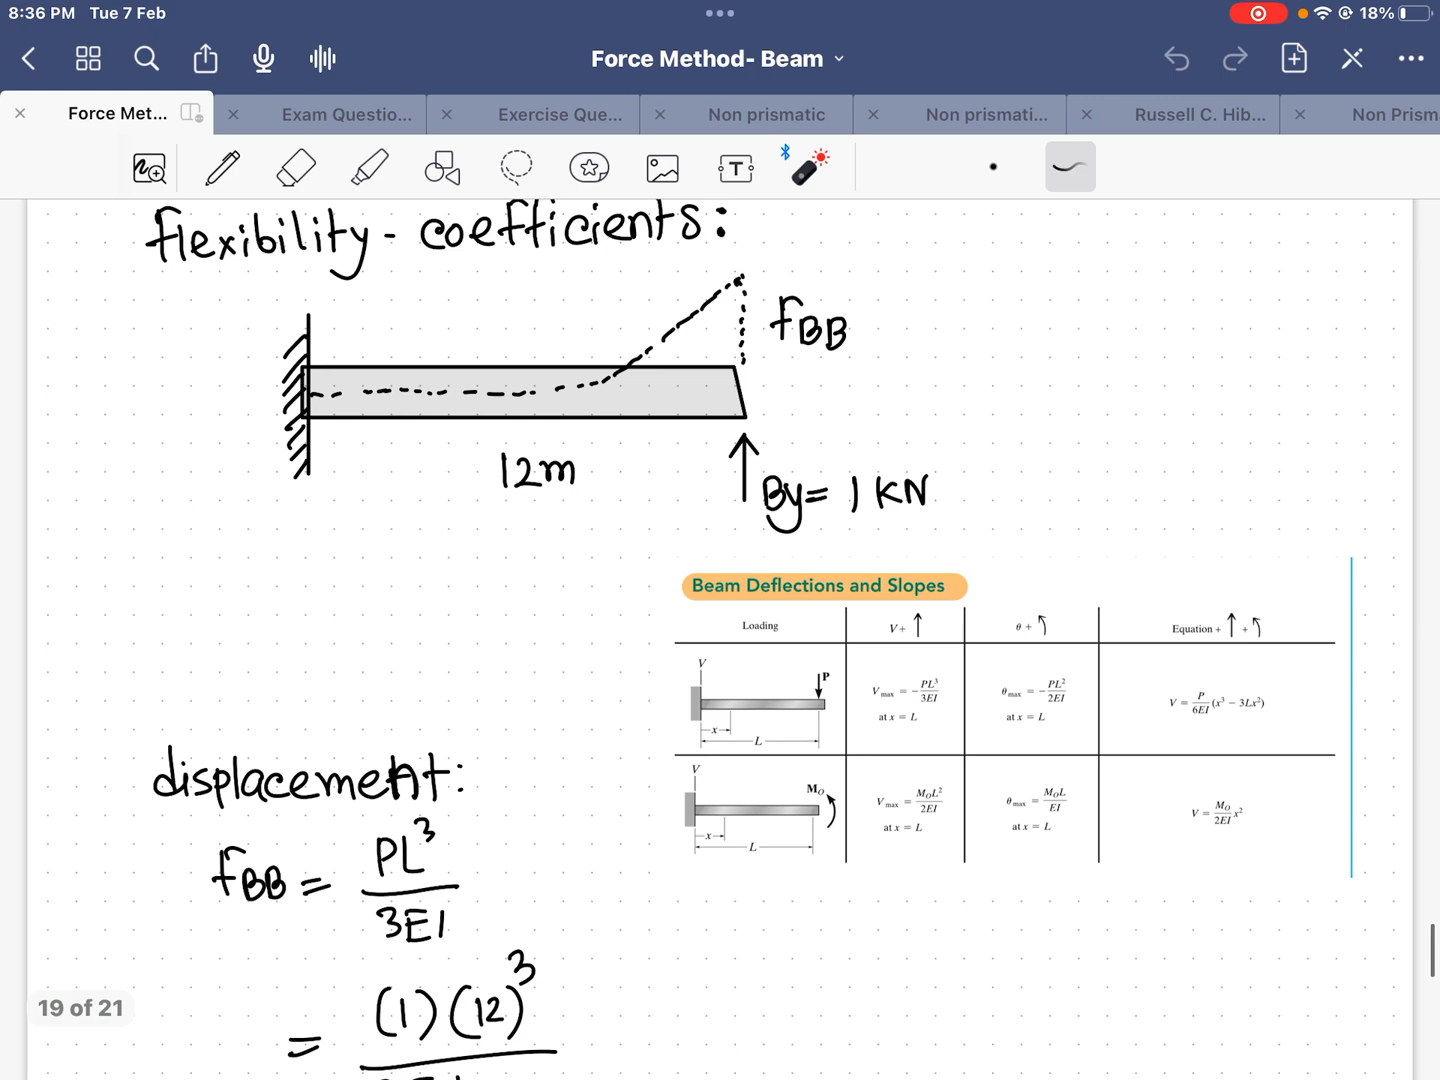 8:36 PM Tue 7 Feb
18%
Force Method- Beam
Force Met...
Exam Questio...
Exercise Que...
Non prismatic
Non prismati...
Russell C. Hib...
Non Prism
T
flexibility - coefficients:
fBB
12m
By = 1 KN
Beam Deflections and Slopes
Loading
V + ↑
θ +
Equation + ↑ +
V
P
x
L
Vmax = -PL³/3EI
at x = L
θmax = -PL²/2EI
at x = L
V = P/6EI (x³ - 3Lx²)
V
MO
x
L
Vmax = MOL²/2EI
at x = L
θmax = MOL/EI
at x = L
V = MO/2EI x²
displacement:
fBB = PL³/3EI
= (1)(12)³
19 of 21